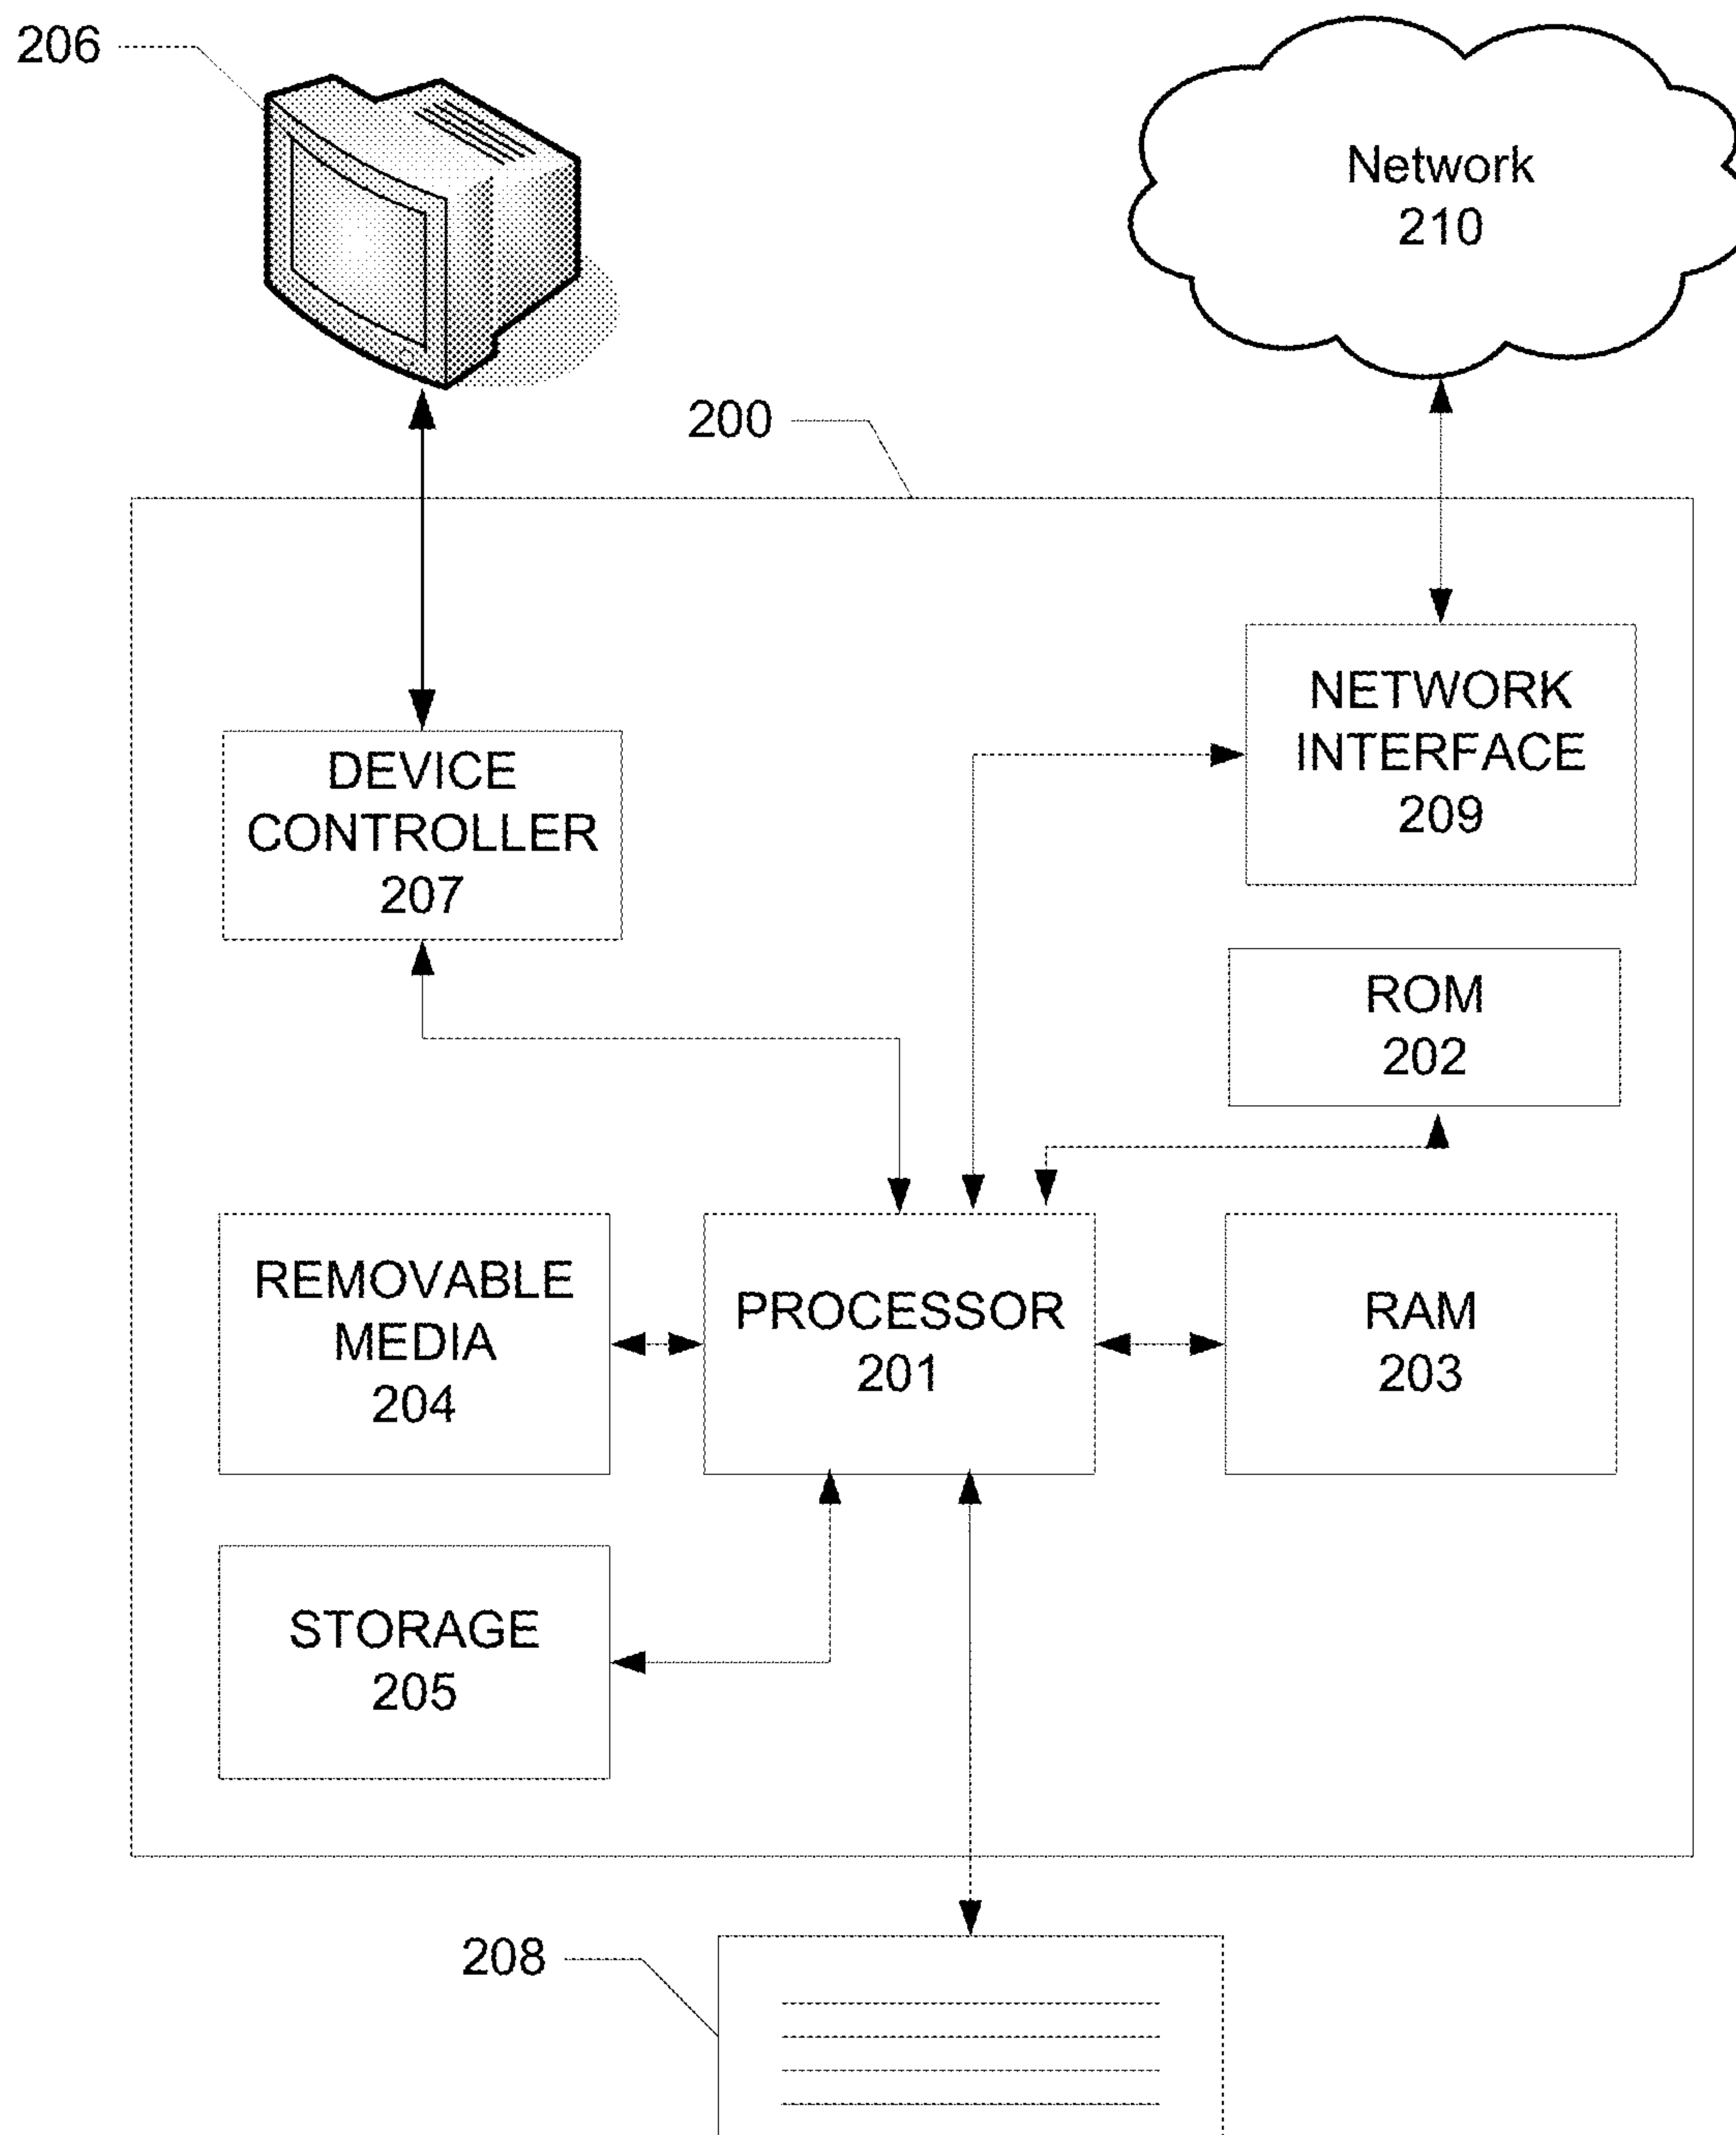 206
Network
210
200
NETWORK
INTERFACE
209
DEVICE
CONTROLLER
207
ROM
202
REMOVABLE
MEDIA
204
PROCESSOR
201
RAM
203
STORAGE
205
208